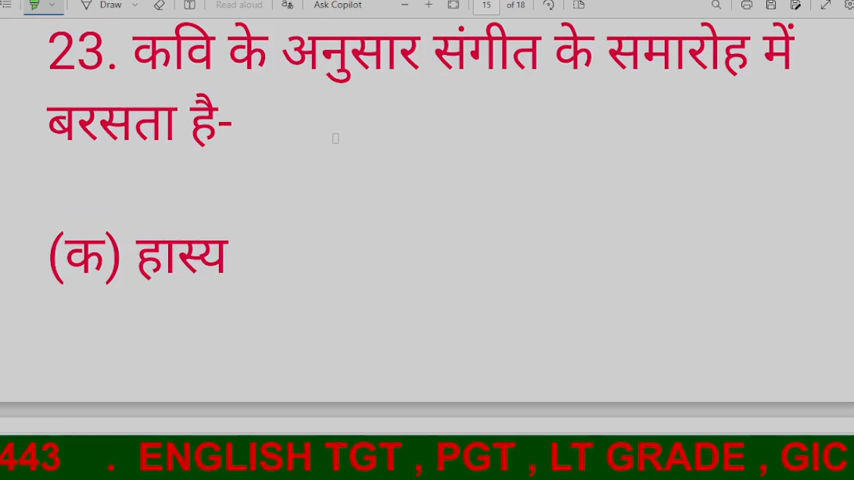 Draw Read aloud Ask Copilot 15 of 18
23. कवि के अनुसार संगीत के समारोह में
बरसता है-
(क) हास्य
443 . ENGLISH TGT , PGT , LT GRADE , GIC